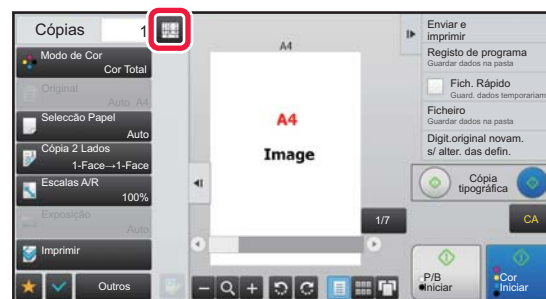 Cópias
1
Modo de Cor
Cor Total
Original
Auto A4
Selecção Papel
Auto
Cópia 2 Lados
1-Face→1-Face
Escalas A/R
100%
Exposição
Auto
Imprimir
Outros
A4
A4
Image
1/7
Enviar e
imprimir
Registo de programa
Guardar dados na pasta
Fich. Rápido
Guard. dados temporariam
Ficheiro
Guardar dados na pasta
Digit.original novam.
s/ alter. das defin.
Cópia
tipográfica
CA
P/B
Iniciar
Cor
Iniciar